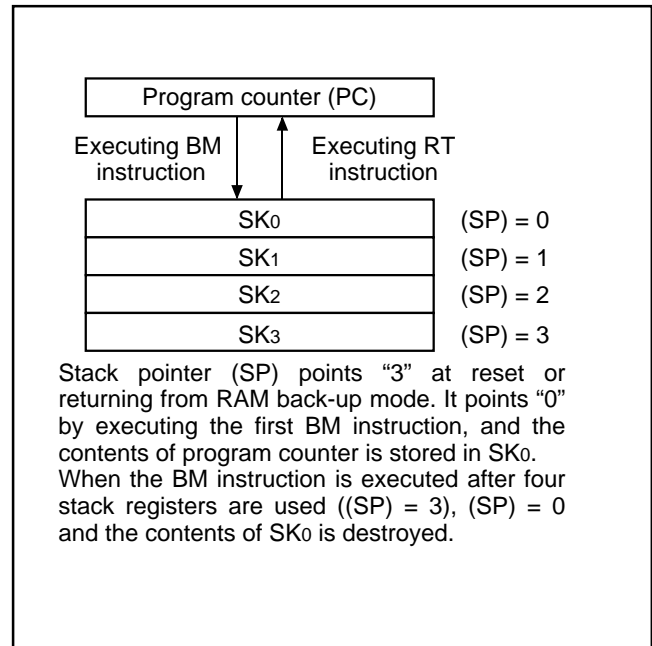 Program counter (PC)
Executing BM Executing RT
instruction instruction
SK0 (SP) = 0
SK1 (SP) = 1
SK2 (SP) = 2
SK3 (SP) = 3
Stack pointer (SP) points “3” at reset or
returning from RAM back-up mode. It points “0”
by executing the first BM instruction, and the
contents of program counter is stored in SK0.
When the BM instruction is executed after four
stack registers are used ((SP) = 3), (SP) = 0
and the contents of SK0 is destroyed.